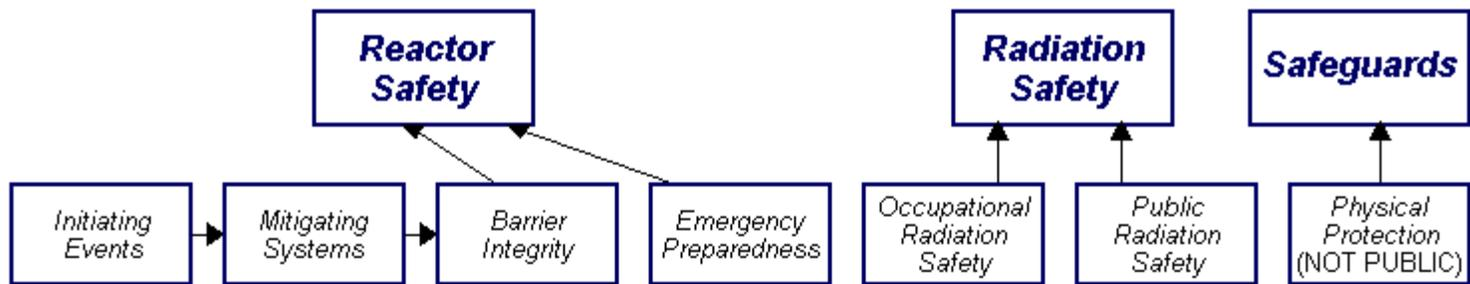 Reactor
Safety
Radiation
Safety
Safeguards
Initiating
Events
Mitigating
Systems
Barrier
Integrity
Emergency
Preparedness
Occupational
Radiation
Safety
Public
Radiation
Safety
Physical
Protection
(NOT PUBLIC)